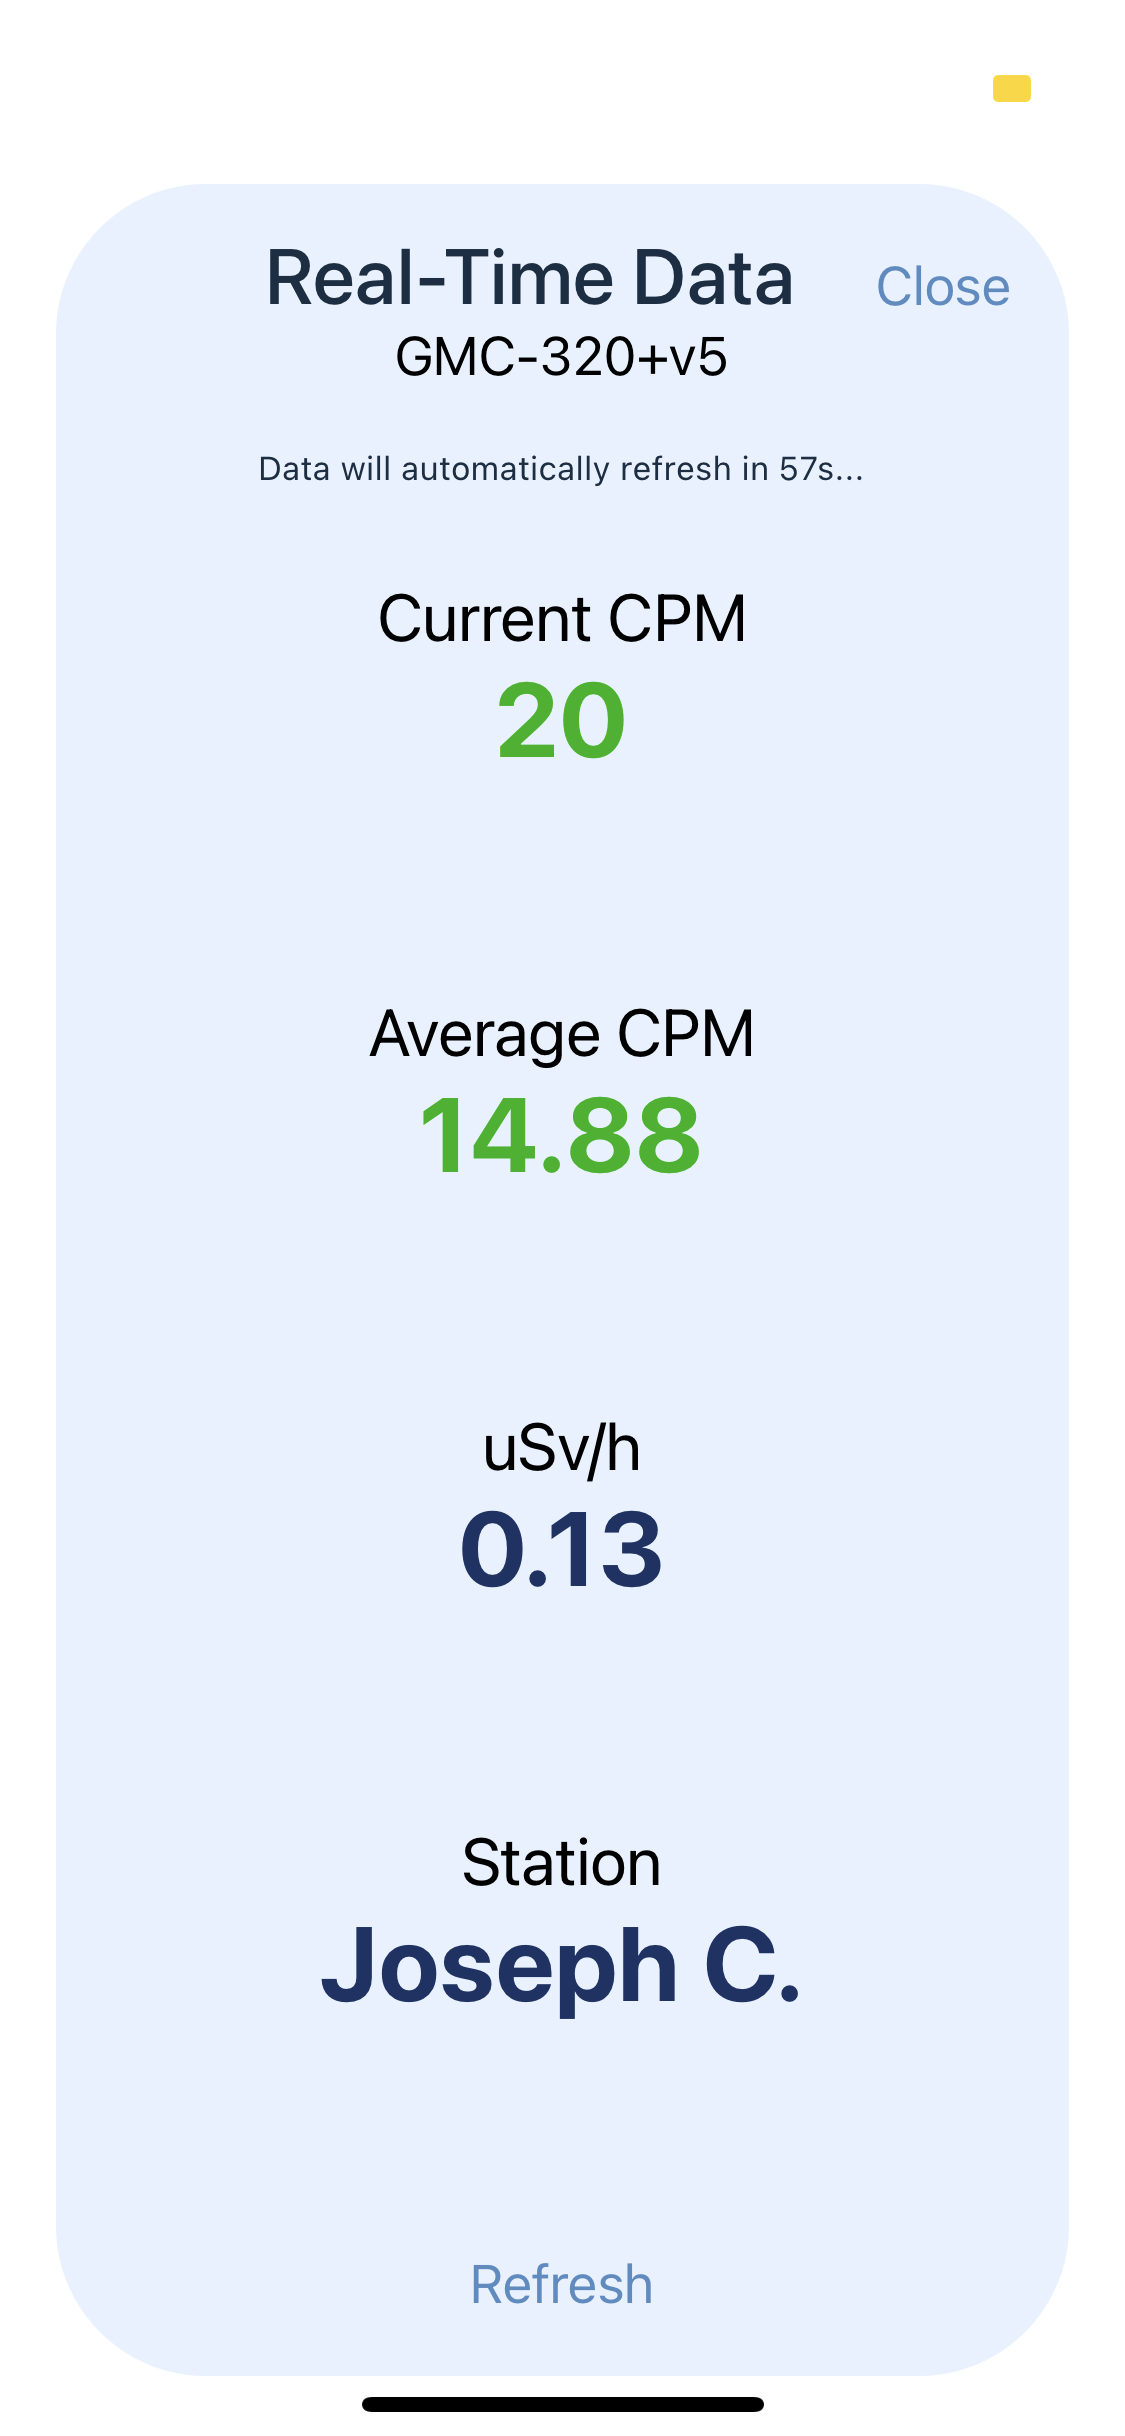 Real-Time Data
Close
GMC-320+v5
Data will automatically refresh in 57s...
Current CPM
20
Average CPM
14.88
uSv/h
0.13
Station
Joseph C.
Refresh